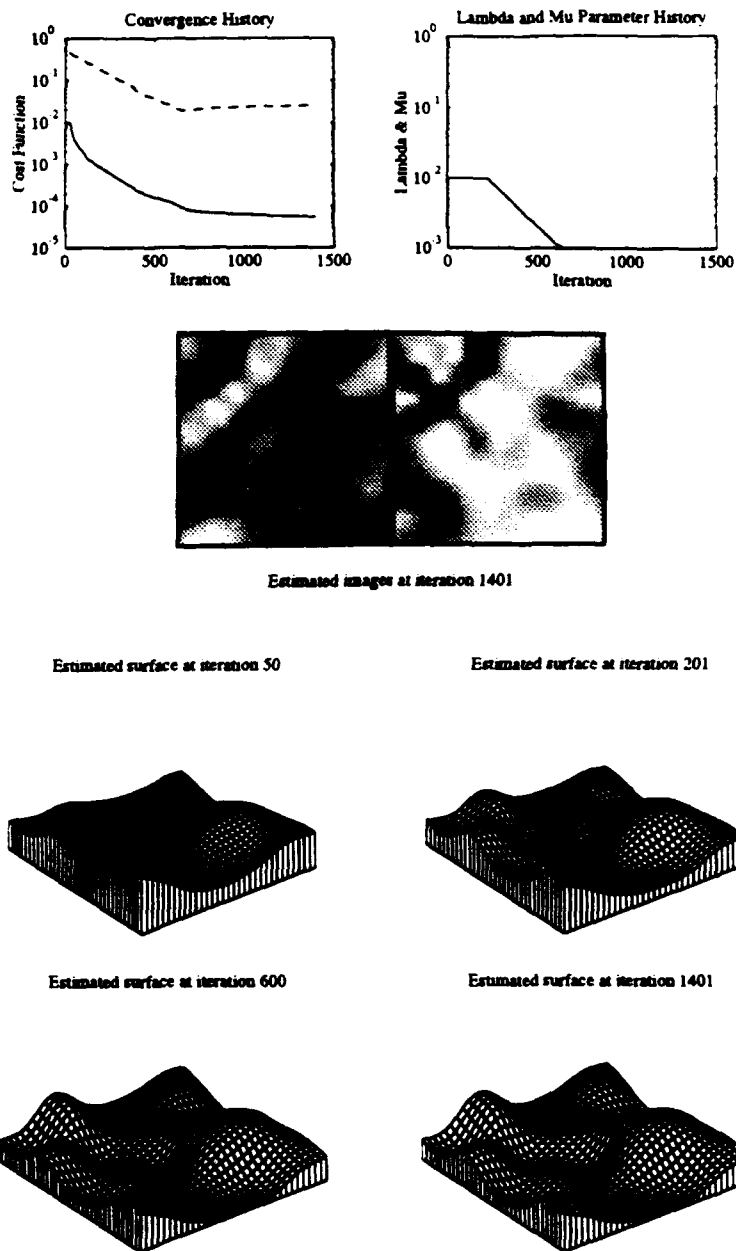 Convergence History
Lambda and Mu Parameter History
10^0
10^-1
10^-2
10^-3
10^-4
10^-5
Cost Function
0
500
1000
1500
Iteration
10^0
10^-1
10^-2
10^-3
Lambda & Mu
0
500
1000
1500
Iteration
Estimated images at iteration 1401
Estimated surface at iteration 50
Estimated surface at iteration 201
Estimated surface at iteration 600
Estimated surface at iteration 1401